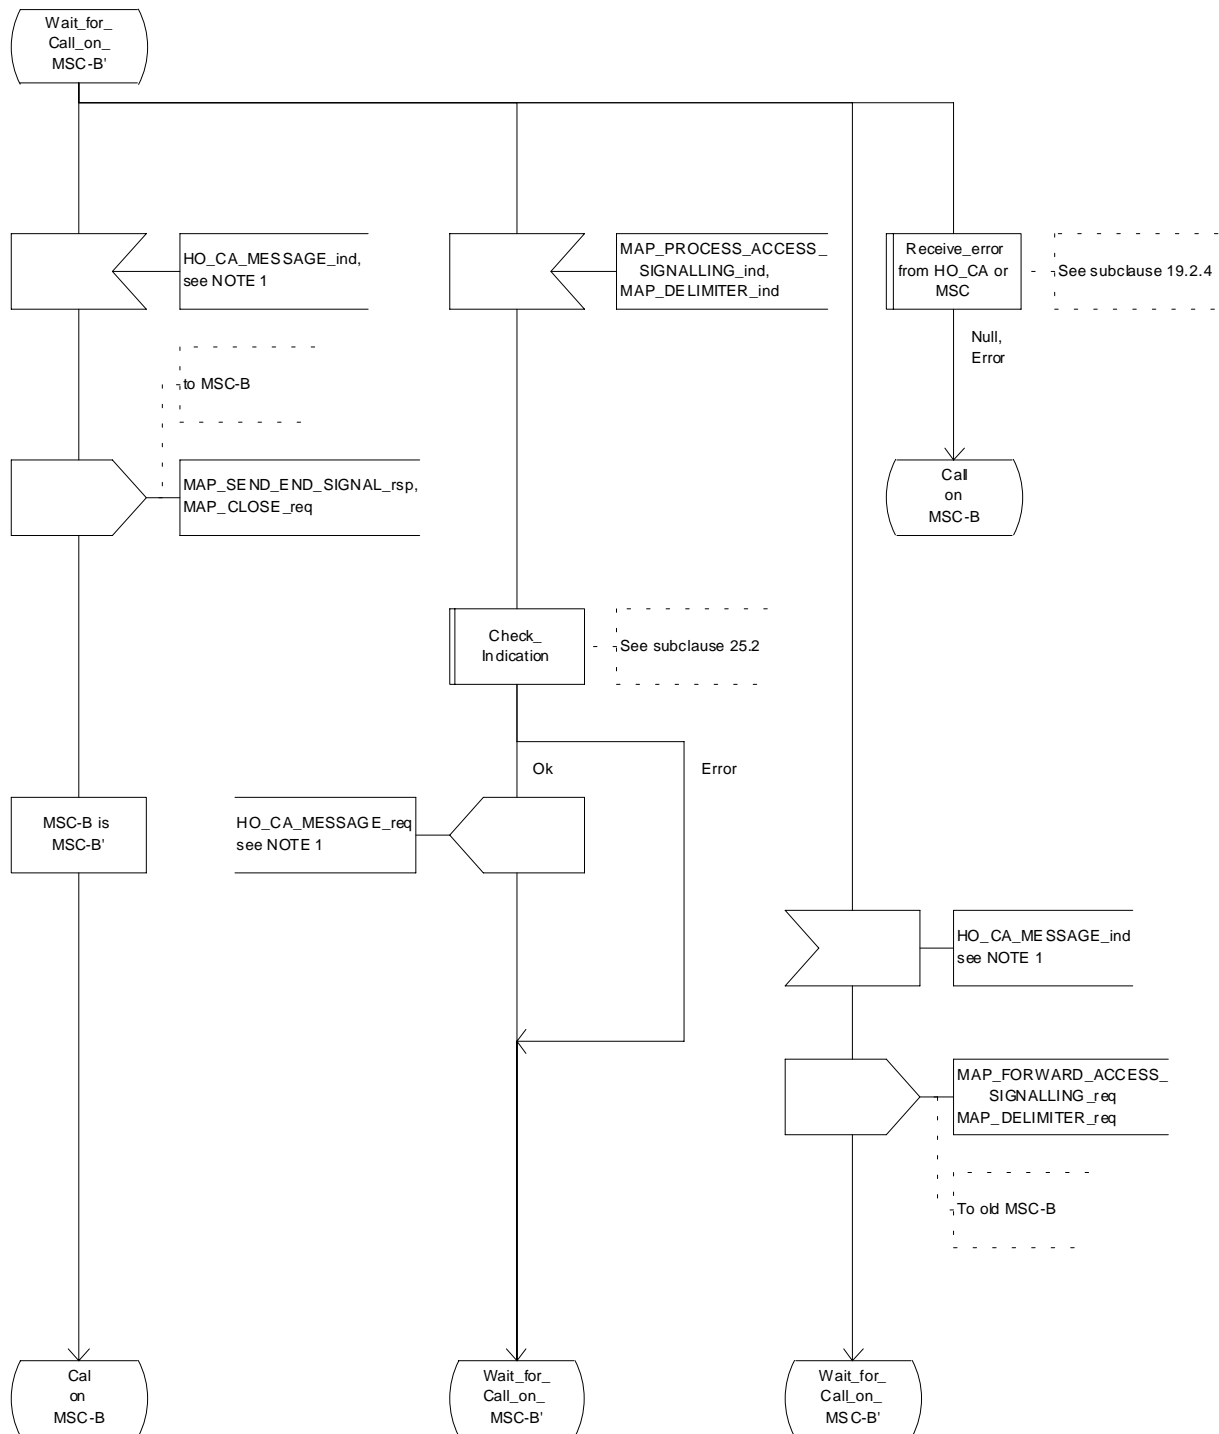 Wait_for_
Call_on_
MSC-B'
HO_CA_MESSAGE_ind,
see NOTE 1
MAP_PROCESS_ACCESS_
SIGNALLING_ind,
MAP_DELIMITER_ind
Receive_error
from HO_CA or
MSC
See subclause 19.2.4
Null,
Error
to MSC-B
MAP_SEND_END_SIGNAL_rsp,
MAP_CLOSE_req
Call
on
MSC-B
Check_
Indication
See subclause 25.2
Ok
Error
MSC-B is
MSC-B'
HO_CA_MESSAGE_req
see NOTE 1
HO_CA_MESSAGE_ind
see NOTE 1
MAP_FORWARD_ACCESS_
SIGNALLING_req
MAP_DELIMITER_req
To old MSC-B
Cal
on
MSC-B
Wait_for_
Call_on_
MSC-B'
Wait_for_
Call_on_
MSC-B'